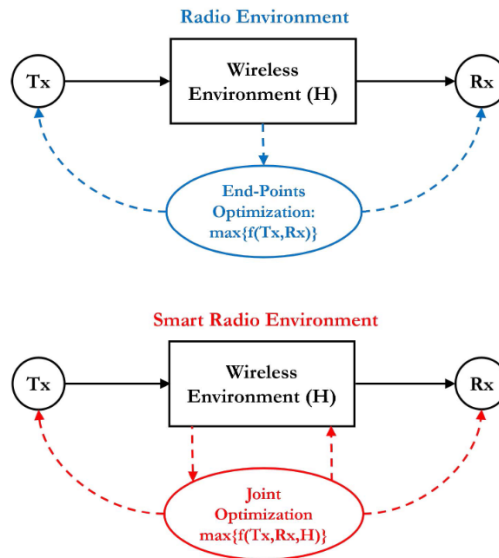 Radio Environment
Tx
Wireless
Environment (H)
Rx
End-Points
Optimization:
max{f(Tx,Rx)}
Smart Radio Environment
Tx
Wireless
Environment (H)
Rx
Joint
Optimization
max{f(Tx,Rx,H)}